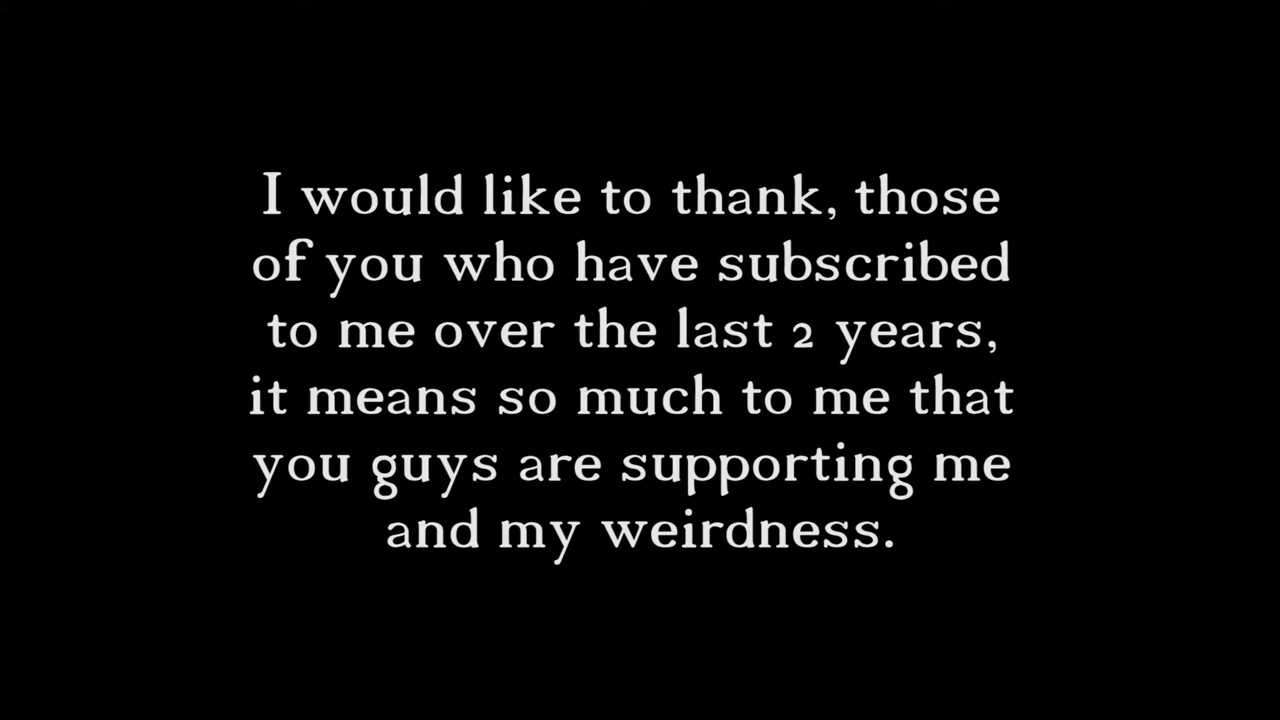 I would like to thank, those
of you who have subscribed
to me over the last 2 years,
it means so much to me that
you guys are supporting me
and my weirdness.